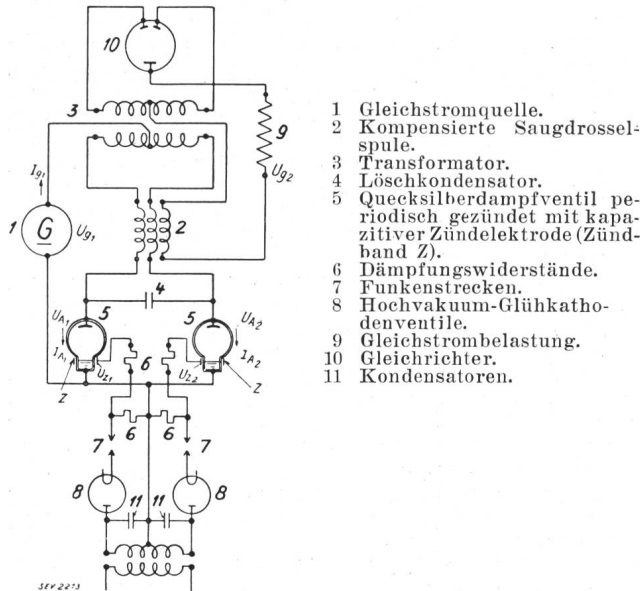 10
3
9
1 Gleichstromquelle.
2 Kompensierte Saugdrossel-
spule.
3 Transformator.
4 Löschkondensator.
5 Quecksilberdampfventil pe-
riodisch gezündet mit kapa-
zitiver Zündelektrode (Zünd-
band Z).
6 Dämpfungswiderstände.
7 Funkenstrecken.
8 Hochvakuum-Glühkatho-
denventile.
9 Gleichstrombelastung.
10 Gleichrichter.
11 Kondensatoren.
Ig1
Ug2
1 G Ug1
2
4
UA1 5 5 UA2
IA1 IA2
Z Uz1 6 Uz2 Z
6 6
7 7
8 11 11 8
SEV 2213